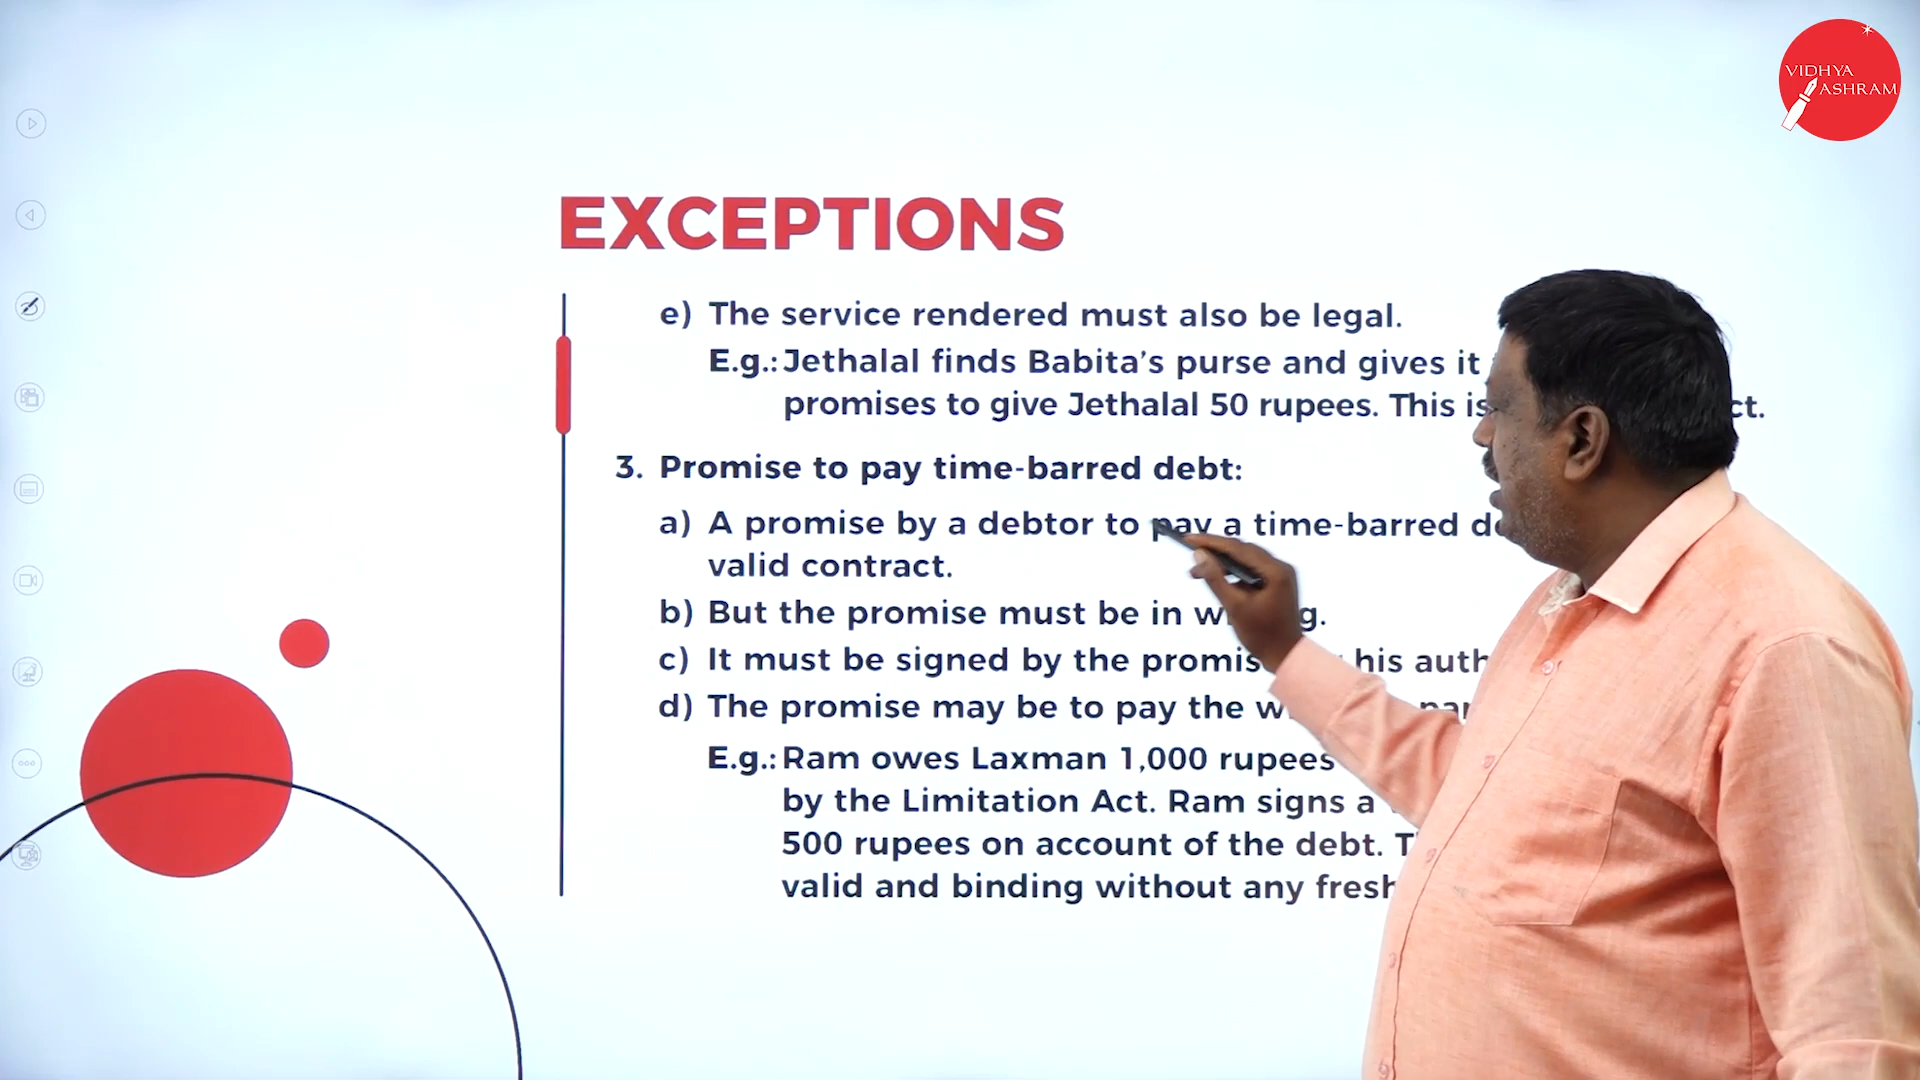 VIDHYA
ASHRAM
EXCEPTIONS
e) The service rendered must also be legal.
E.g.: Jethalal finds Babita's purse and gives it
promises to give Jethalal 50 rupees. This is
3. Promise to pay time-barred debt:
a) A promise by a debtor to pay a time-barred
valid contract.
b) But the promise must be in
c) It must be signed by the his
d) The promise may be to pay the
E.g.: Ram owes Laxman 1,000 rupees
by the Limitation Act. Ram signs a
500 rupees on account of the debt.
valid and binding without any fresh